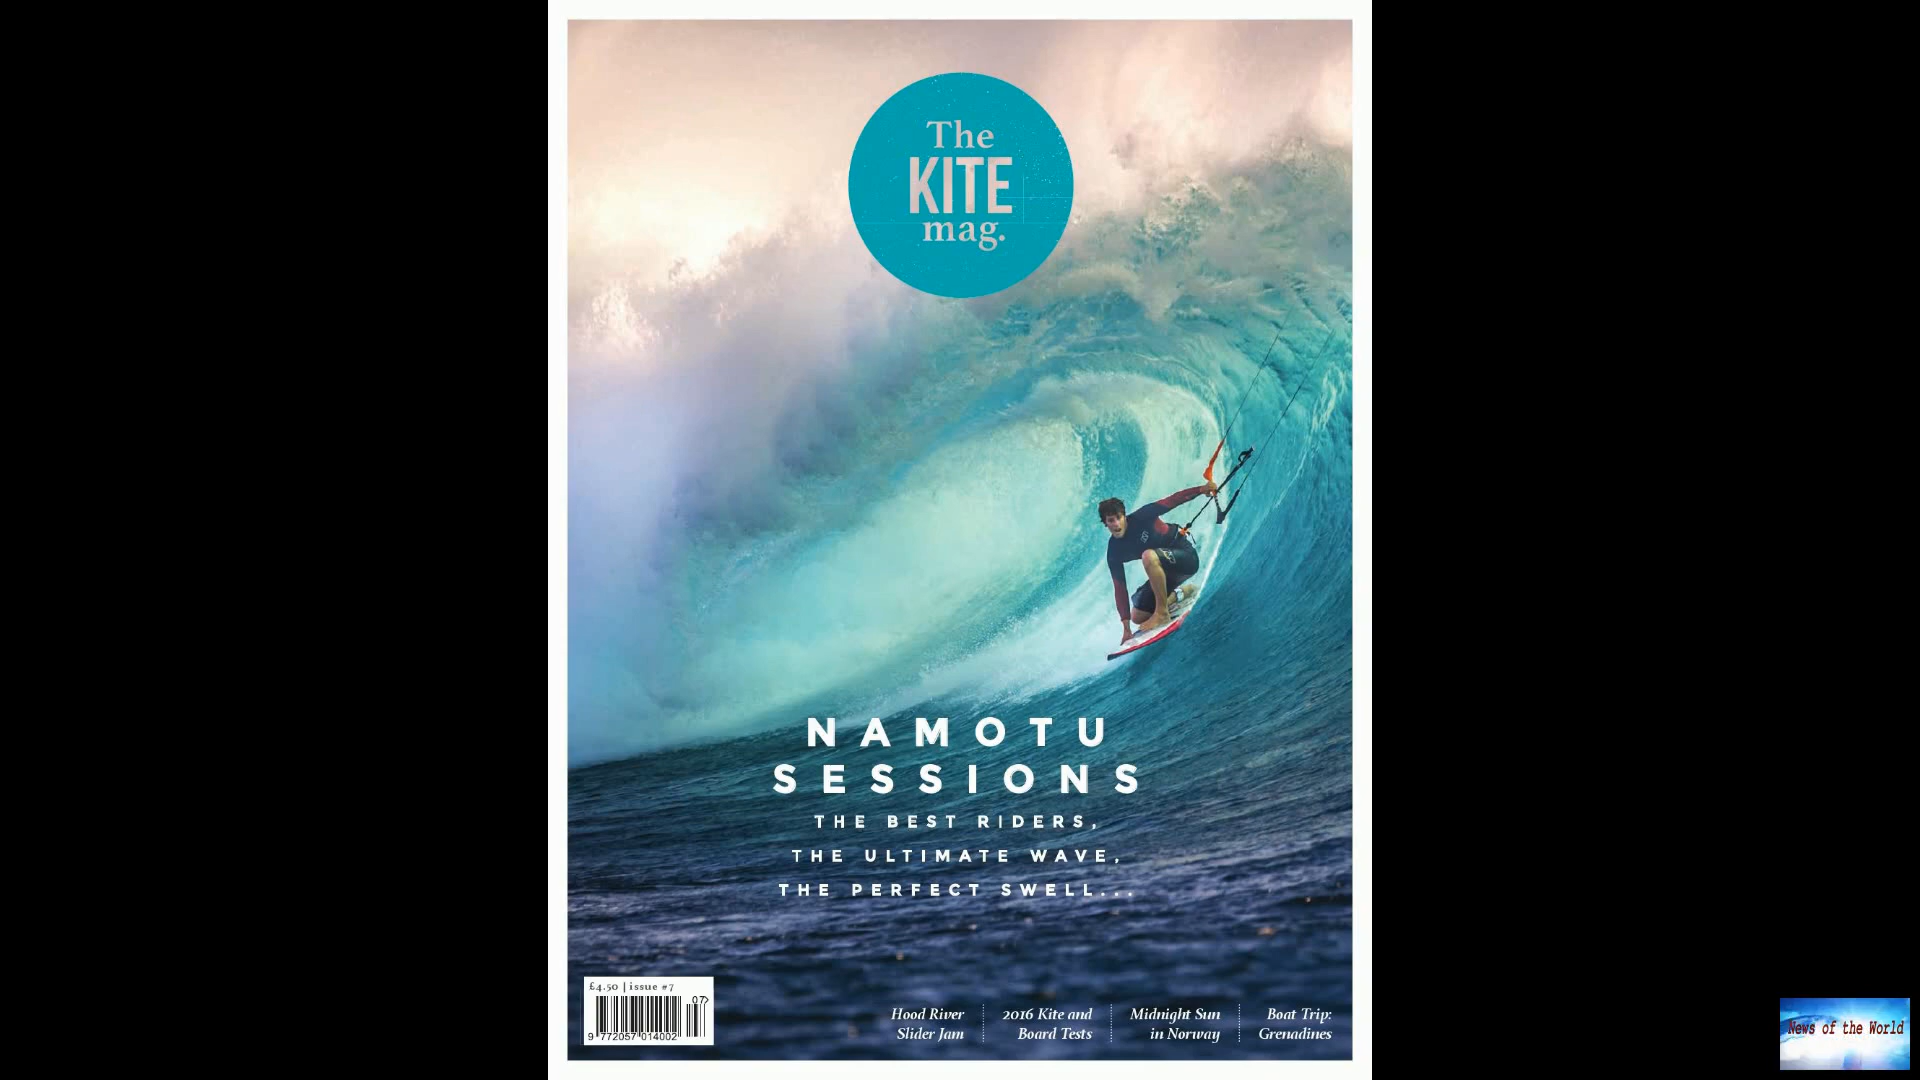 The
KITE
mag.
NAMOTU
SESSIONS
THE BEST RIDERS,
THE ULTIMATE WAVE,
THE PERFECT SWELL...
£4.50 | issue #7
07>
9 772057 014002
Hood River
Slider Jam
2016 Kite and
Board Tests
Midnight Sun
in Norway
Boat Trip:
Grenadines
News of the World